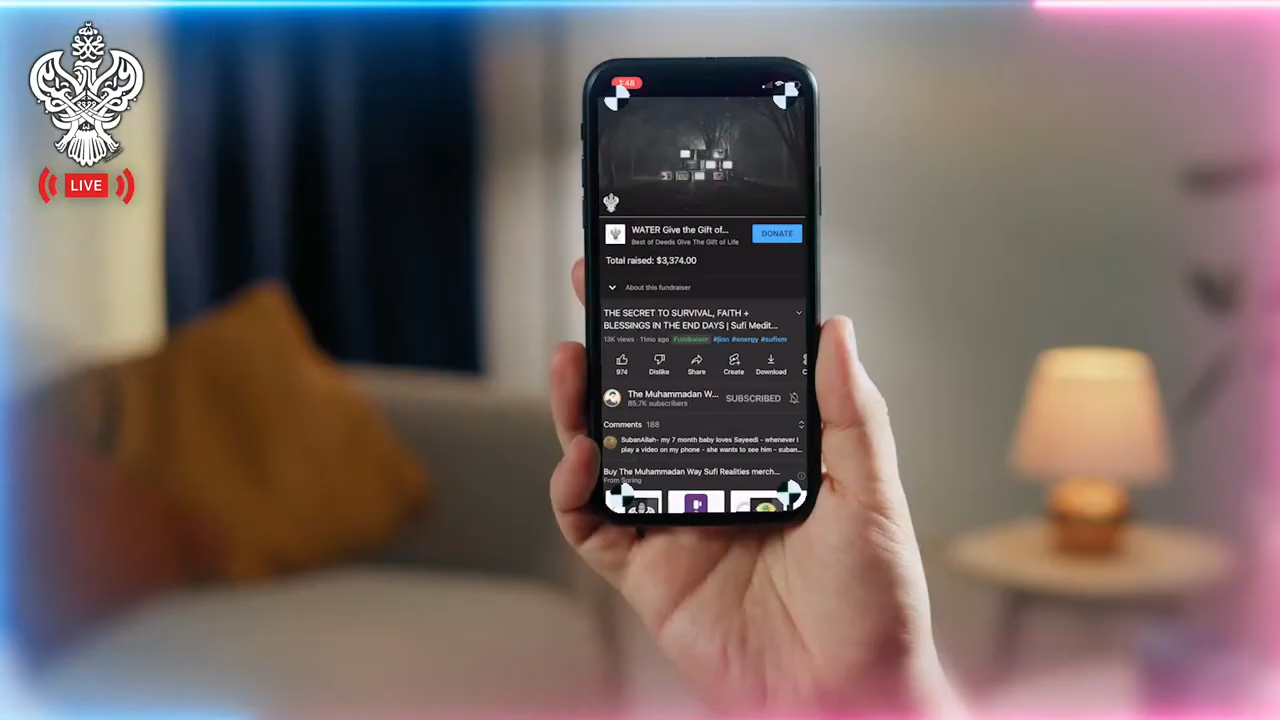 LIVE
1:48
WATER Give the Gift of...
Best of Deeds Give The Gift of Life
DONATE
Total raised: $3,374.00
About this fundraiser
THE SECRET TO SURVIVAL, FAITH +
BLESSINGS IN THE END DAYS | Sufi Medit...
13K views · 11mo ago Fundraiser #jinn #energy #sufism
974 Dislike Share Create Download
The Muhammadan W...
85.7K subscribers
SUBSCRIBED
Comments 188
SubanAllah- my 7 month baby loves Sayeedi - whenever I
play a video on my phone - she wants to see him - suban...
Buy The Muhammadan Way Sufi Realities merch...
From Spring